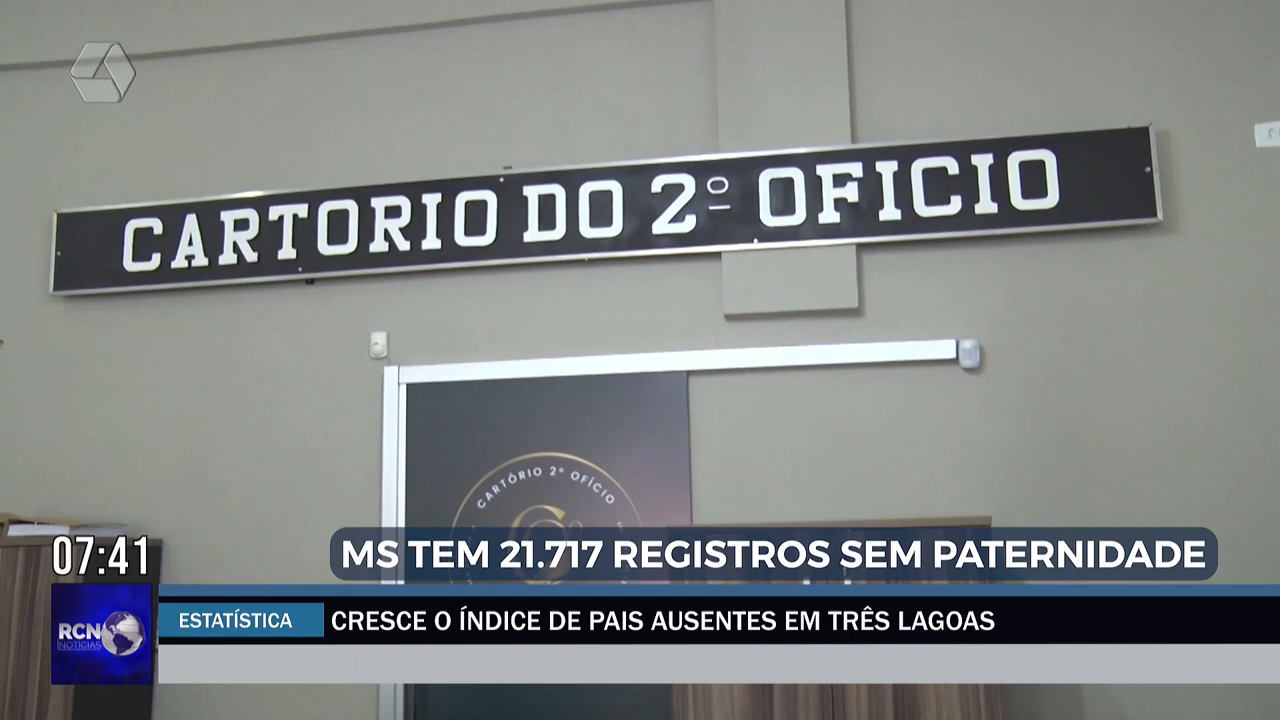 CARTORIO DO 2º OFICIO
CARTÓRIO 2º OFÍCIO
07:41
MS TEM 21.717 REGISTROS SEM PATERNIDADE
RCN
NOTÍCIAS
ESTATÍSTICA
CRESCE O ÍNDICE DE PAIS AUSENTES EM TRÊS LAGOAS